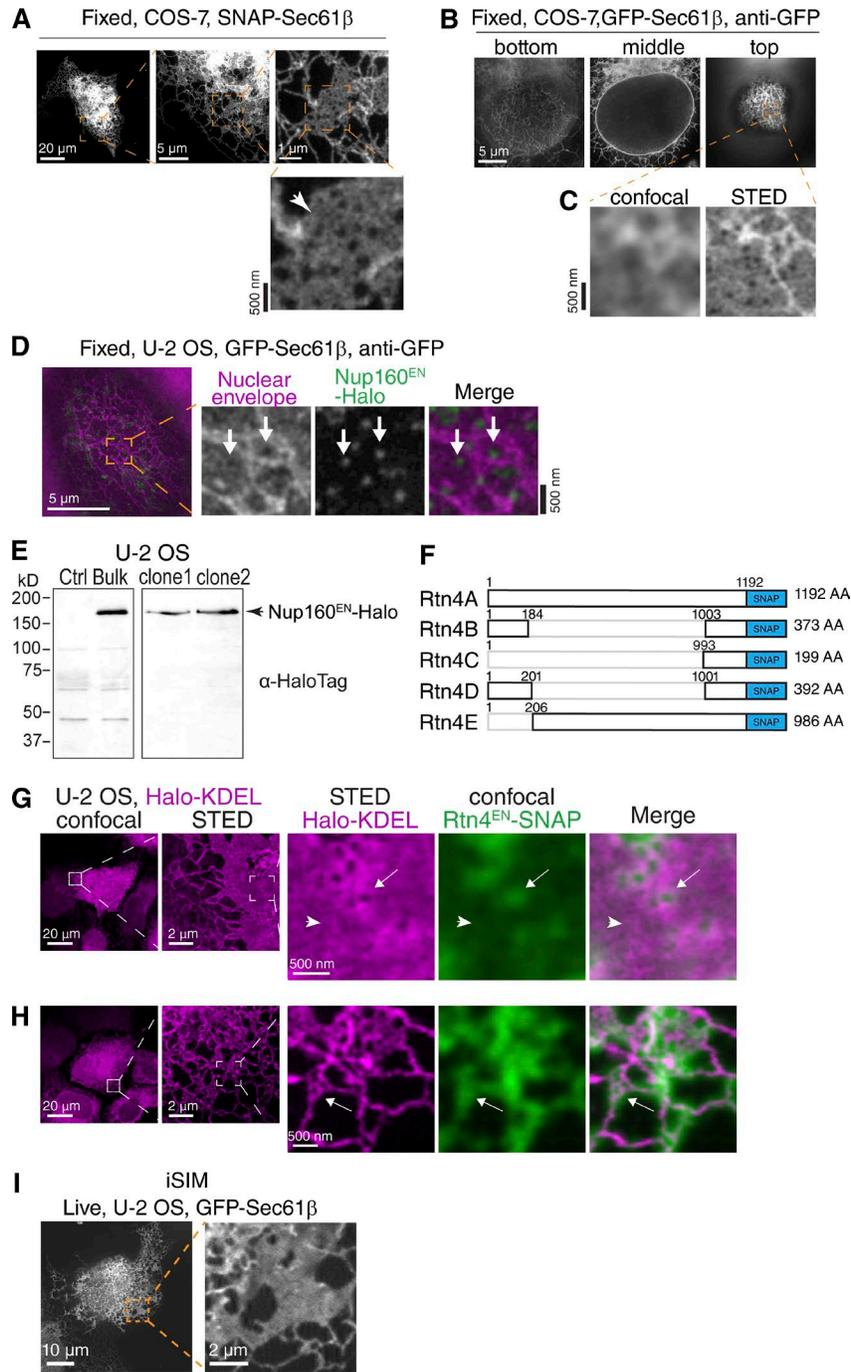 A
Fixed, COS-7, SNAP-Sec61β
20 μm
5 μm
1 μm
500 nm
B
Fixed, COS-7,GFP-Sec61β, anti-GFP
bottom middle top
5 μm
C
confocal STED
500 nm
D
Fixed, U-2 OS, GFP-Sec61β, anti-GFP
5 μm
Nuclear
envelope
Nup160EN
-Halo
Merge
500 nm
E
U-2 OS
kD Ctrl Bulk clone1 clone2
200
150
100
75
50
37
Nup160EN-Halo
α-HaloTag
F
1 1192
Rtn4A SNAP 1192 AA
1 184 1003
Rtn4B SNAP 373 AA
1 993
Rtn4C SNAP 199 AA
1 201 1001
Rtn4D SNAP 392 AA
1 206
Rtn4E SNAP 986 AA
G
U-2 OS, Halo-KDEL
confocal STED
STED
Halo-KDEL
confocal
Rtn4EN-SNAP
Merge
20 μm
2 μm
500 nm
H
20 μm
2 μm
500 nm
I
iSIM
Live, U-2 OS, GFP-Sec61β
10 μm
2 μm